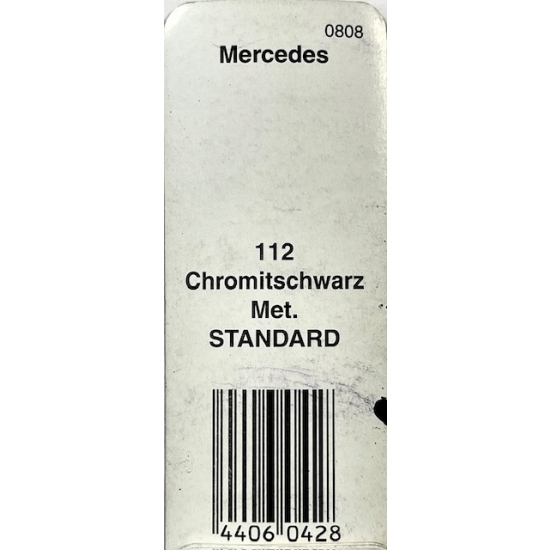 0808
Mercedes
112
Chromitschwarz
Met.
STANDARD
4406 0428